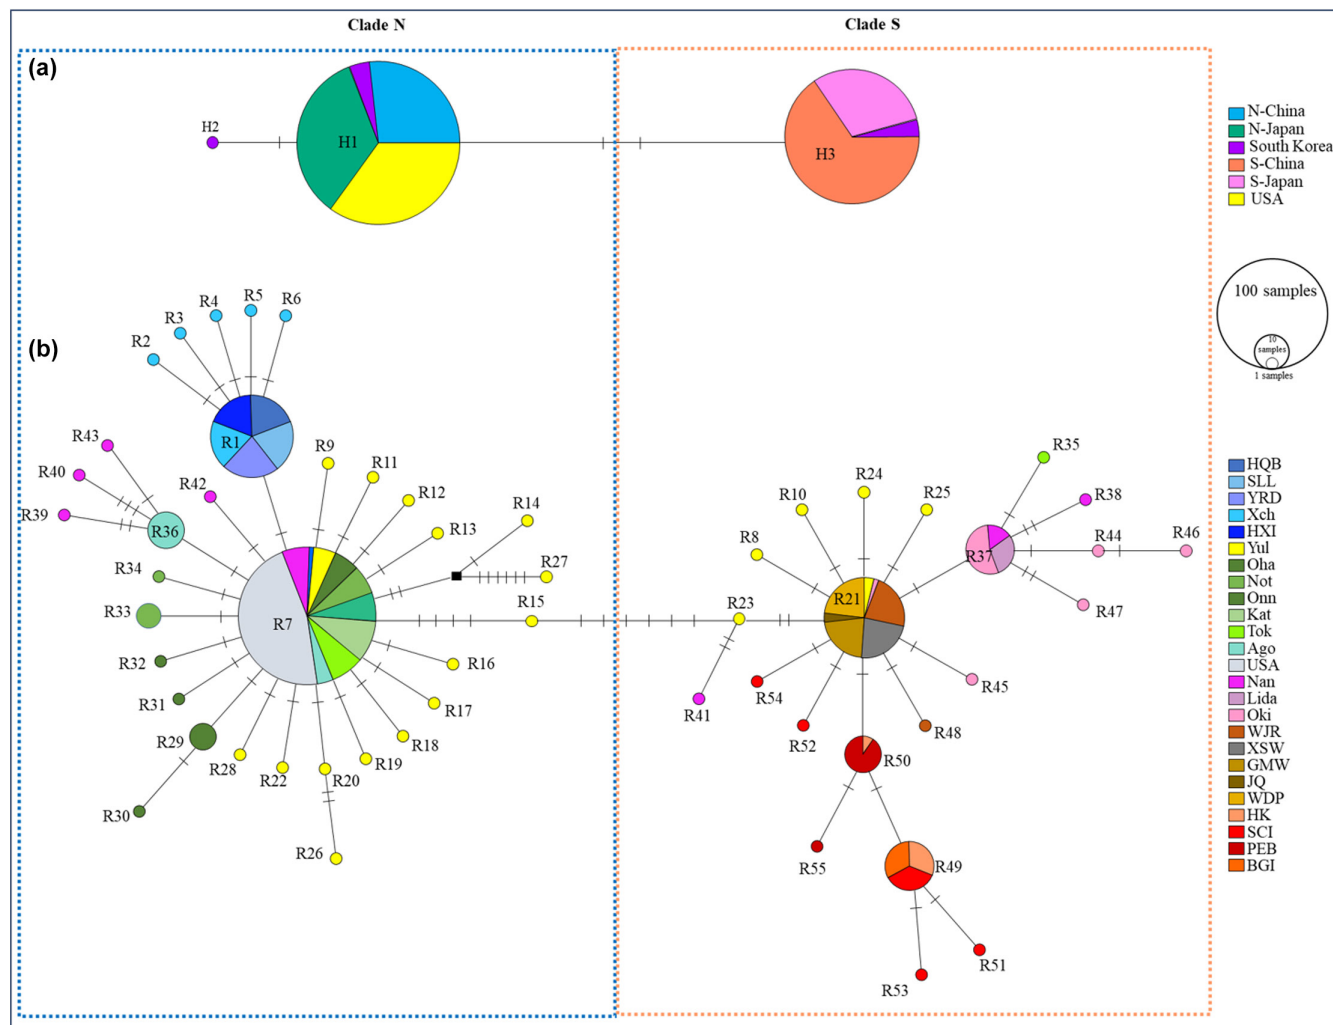 Clade N
Clade S
(a)
H2
H1
H3
N-China
N-Japan
South Korea
S-China
S-Japan
USA
100 samples
10
samples
1 samples
(b)
R2
R3
R4
R5
R6
R1
R43
R40
R39
R36
R42
R9
R11
R12
R13
R14
R27
R34
R33
R7
R15
R32
R31
R29
R30
R28
R22
R20
R19
R18
R17
R16
R26
R24
R10
R25
R8
R21
R23
R41
R35
R38
R37
R44
R46
R47
R45
R54
R52
R48
R50
R55
R49
R51
R53
HQB
SLL
YRD
Xch
HXI
Yul
Oha
Not
Onn
Kat
Tok
Ago
USA
Nan
Lida
Oki
WJR
XSW
GMW
JQ
WDP
HK
SCI
PEB
BGI